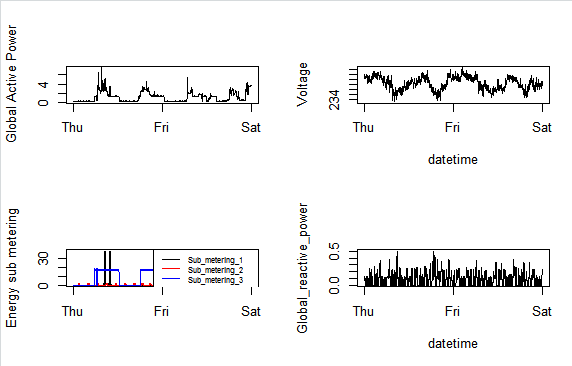 Global Active Power
0 4
Thu Fri Sat
Voltage
234
Thu Fri Sat
datetime
Energy sub metering
0 30
Sub_metering_1
Sub_metering_2
Sub_metering_3
Thu Fri Sat
Global_reactive_power
0.0 0.5
Thu Fri Sat
datetime